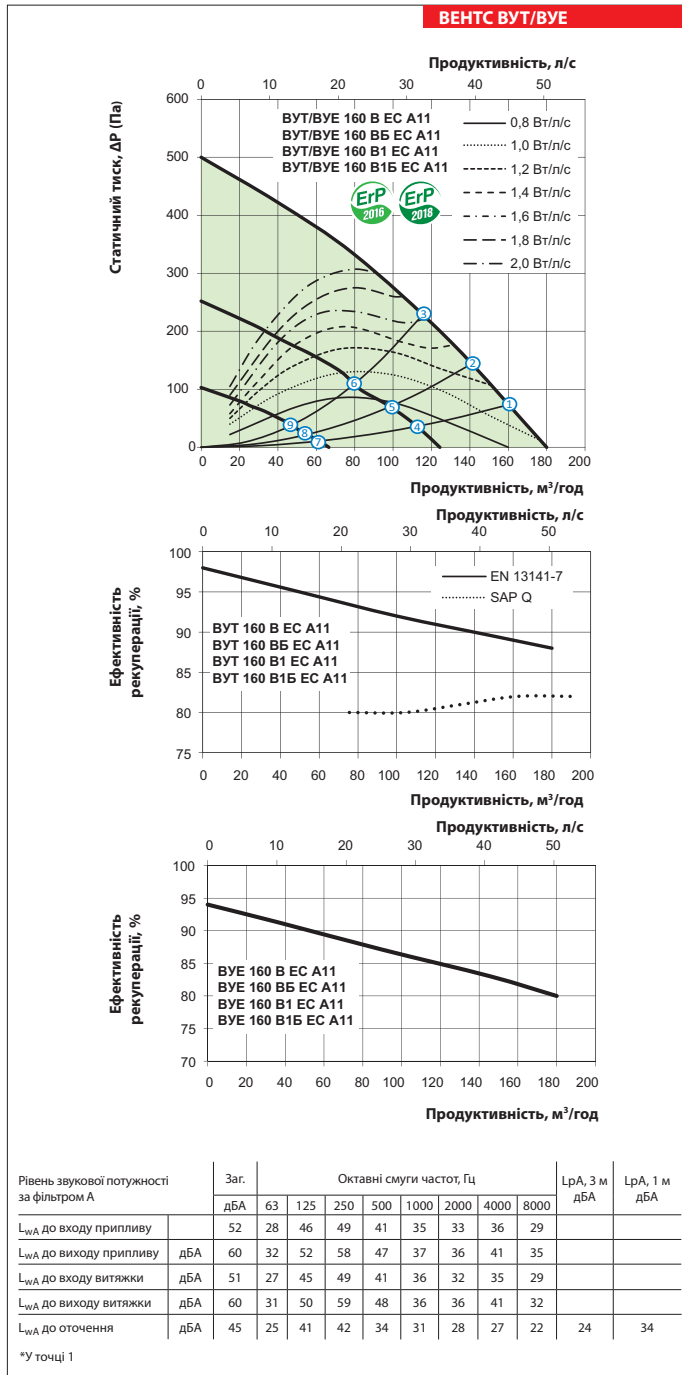 ВЕНТС ВУТ/ВУЕ
Продуктивність, л/с
0 10 20 30 40 50
Статичний тиск, ΔР (Па)
600
500
400
300
200
100
0
ВУТ/ВУЕ 160 В ЕС А11
ВУТ/ВУЕ 160 ВБ ЕС А11
ВУТ/ВУЕ 160 В1 ЕС А11
ВУТ/ВУЕ 160 В1Б ЕС А11
ErP 2016
ErP 2018
0,8 Вт/л/с
1,0 Вт/л/с
1,2 Вт/л/с
1,4 Вт/л/с
1,6 Вт/л/с
1,8 Вт/л/с
2,0 Вт/л/с
3
2
1
6
5
4
9
8
7
0 20 40 60 80 100 120 140 160 180 200
Продуктивність, м³/год
Продуктивність, л/с
0 10 20 30 40 50
Ефективність
рекуперації, %
100
95
90
85
80
75
EN 13141-7
SAP Q
ВУТ 160 В ЕС А11
ВУТ 160 ВБ ЕС А11
ВУТ 160 В1 ЕС А11
ВУТ 160 В1Б ЕС А11
0 20 40 60 80 100 120 140 160 180 200
Продуктивність, м³/год
Продуктивність, л/с
0 10 20 30 40 50
Ефективність
рекуперації, %
100
95
90
85
80
75
70
ВУЕ 160 В ЕС А11
ВУЕ 160 ВБ ЕС А11
ВУЕ 160 В1 ЕС А11
ВУЕ 160 В1Б ЕС А11
0 20 40 60 80 100 120 140 160 180 200
Продуктивність, м³/год
Рівень звукової потужності
за фільтром А
Заг. Октавні смуги частот, Гц LpA, 3 м дБА LpA, 1 м дБА
дБА 63 125 250 500 1000 2000 4000 8000
LwA до входу припливу 52 28 46 49 41 35 33 36 29
LwA до виходу припливу дБА 60 32 52 58 47 37 36 41 35
LwA до входу витяжки дБА 51 27 45 49 41 36 32 35 29
LwA до виходу витяжки дБА 60 31 50 59 48 36 36 41 32
LwA до оточення дБА 45 25 41 42 34 31 28 27 22 24 34
*У точці 1